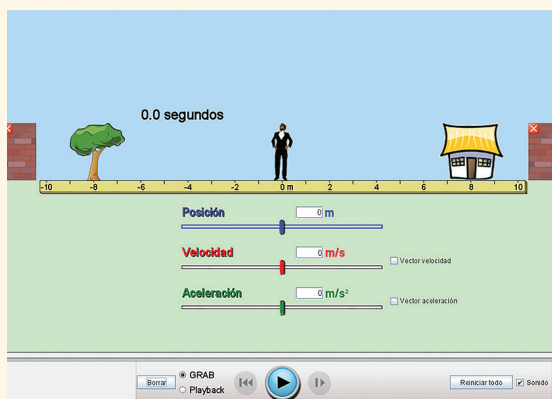 0.0 segundos
-10 -8 -6 -4 -2 0 m 2 4 6 8 10
Posición 0 m
Velocidad 0 m/s
Vector velocidad
Aceleración 0 m/s²
Vector aceleración
GRAB
Borrar
Playback
Reiniciar todo
Sonido